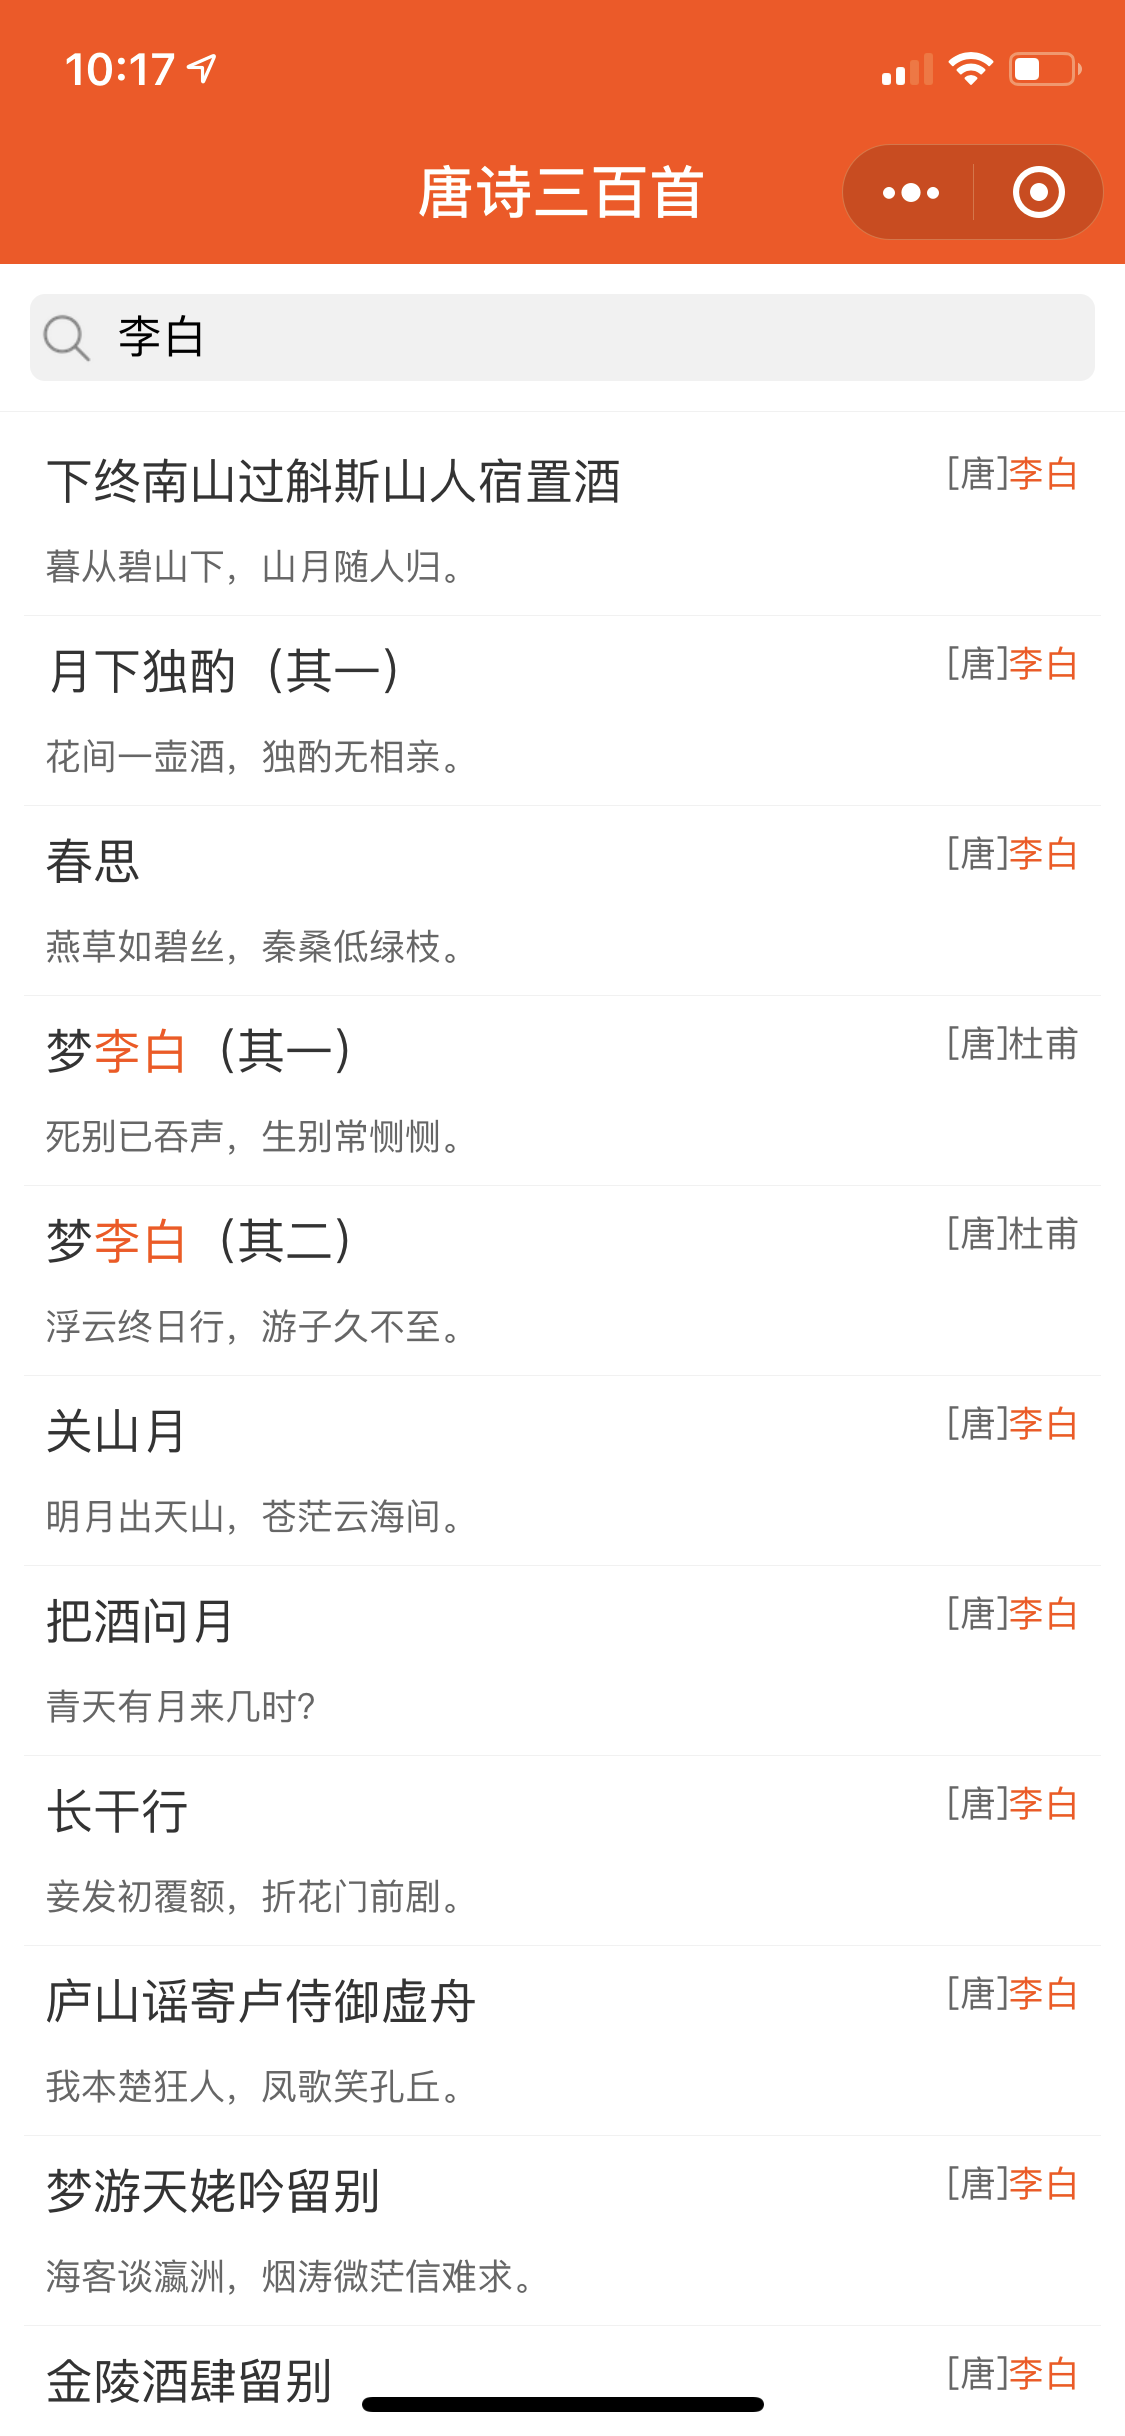 10:17
唐诗三百首
李白
下终南山过斛斯山人宿置酒 [唐]李白
暮从碧山下，山月随人归。
月下独酌（其一） [唐]李白
花间一壶酒，独酌无相亲。
春思 [唐]李白
燕草如碧丝，秦桑低绿枝。
梦李白（其一） [唐]杜甫
死别已吞声，生别常恻恻。
梦李白（其二） [唐]杜甫
浮云终日行，游子久不至。
关山月 [唐]李白
明月出天山，苍茫云海间。
把酒问月 [唐]李白
青天有月来几时?
长干行 [唐]李白
妾发初覆额，折花门前剧。
庐山谣寄卢侍御虚舟 [唐]李白
我本楚狂人，凤歌笑孔丘。
梦游天姥吟留别 [唐]李白
海客谈瀛洲，烟涛微茫信难求。
金陵酒肆留别 [唐]李白